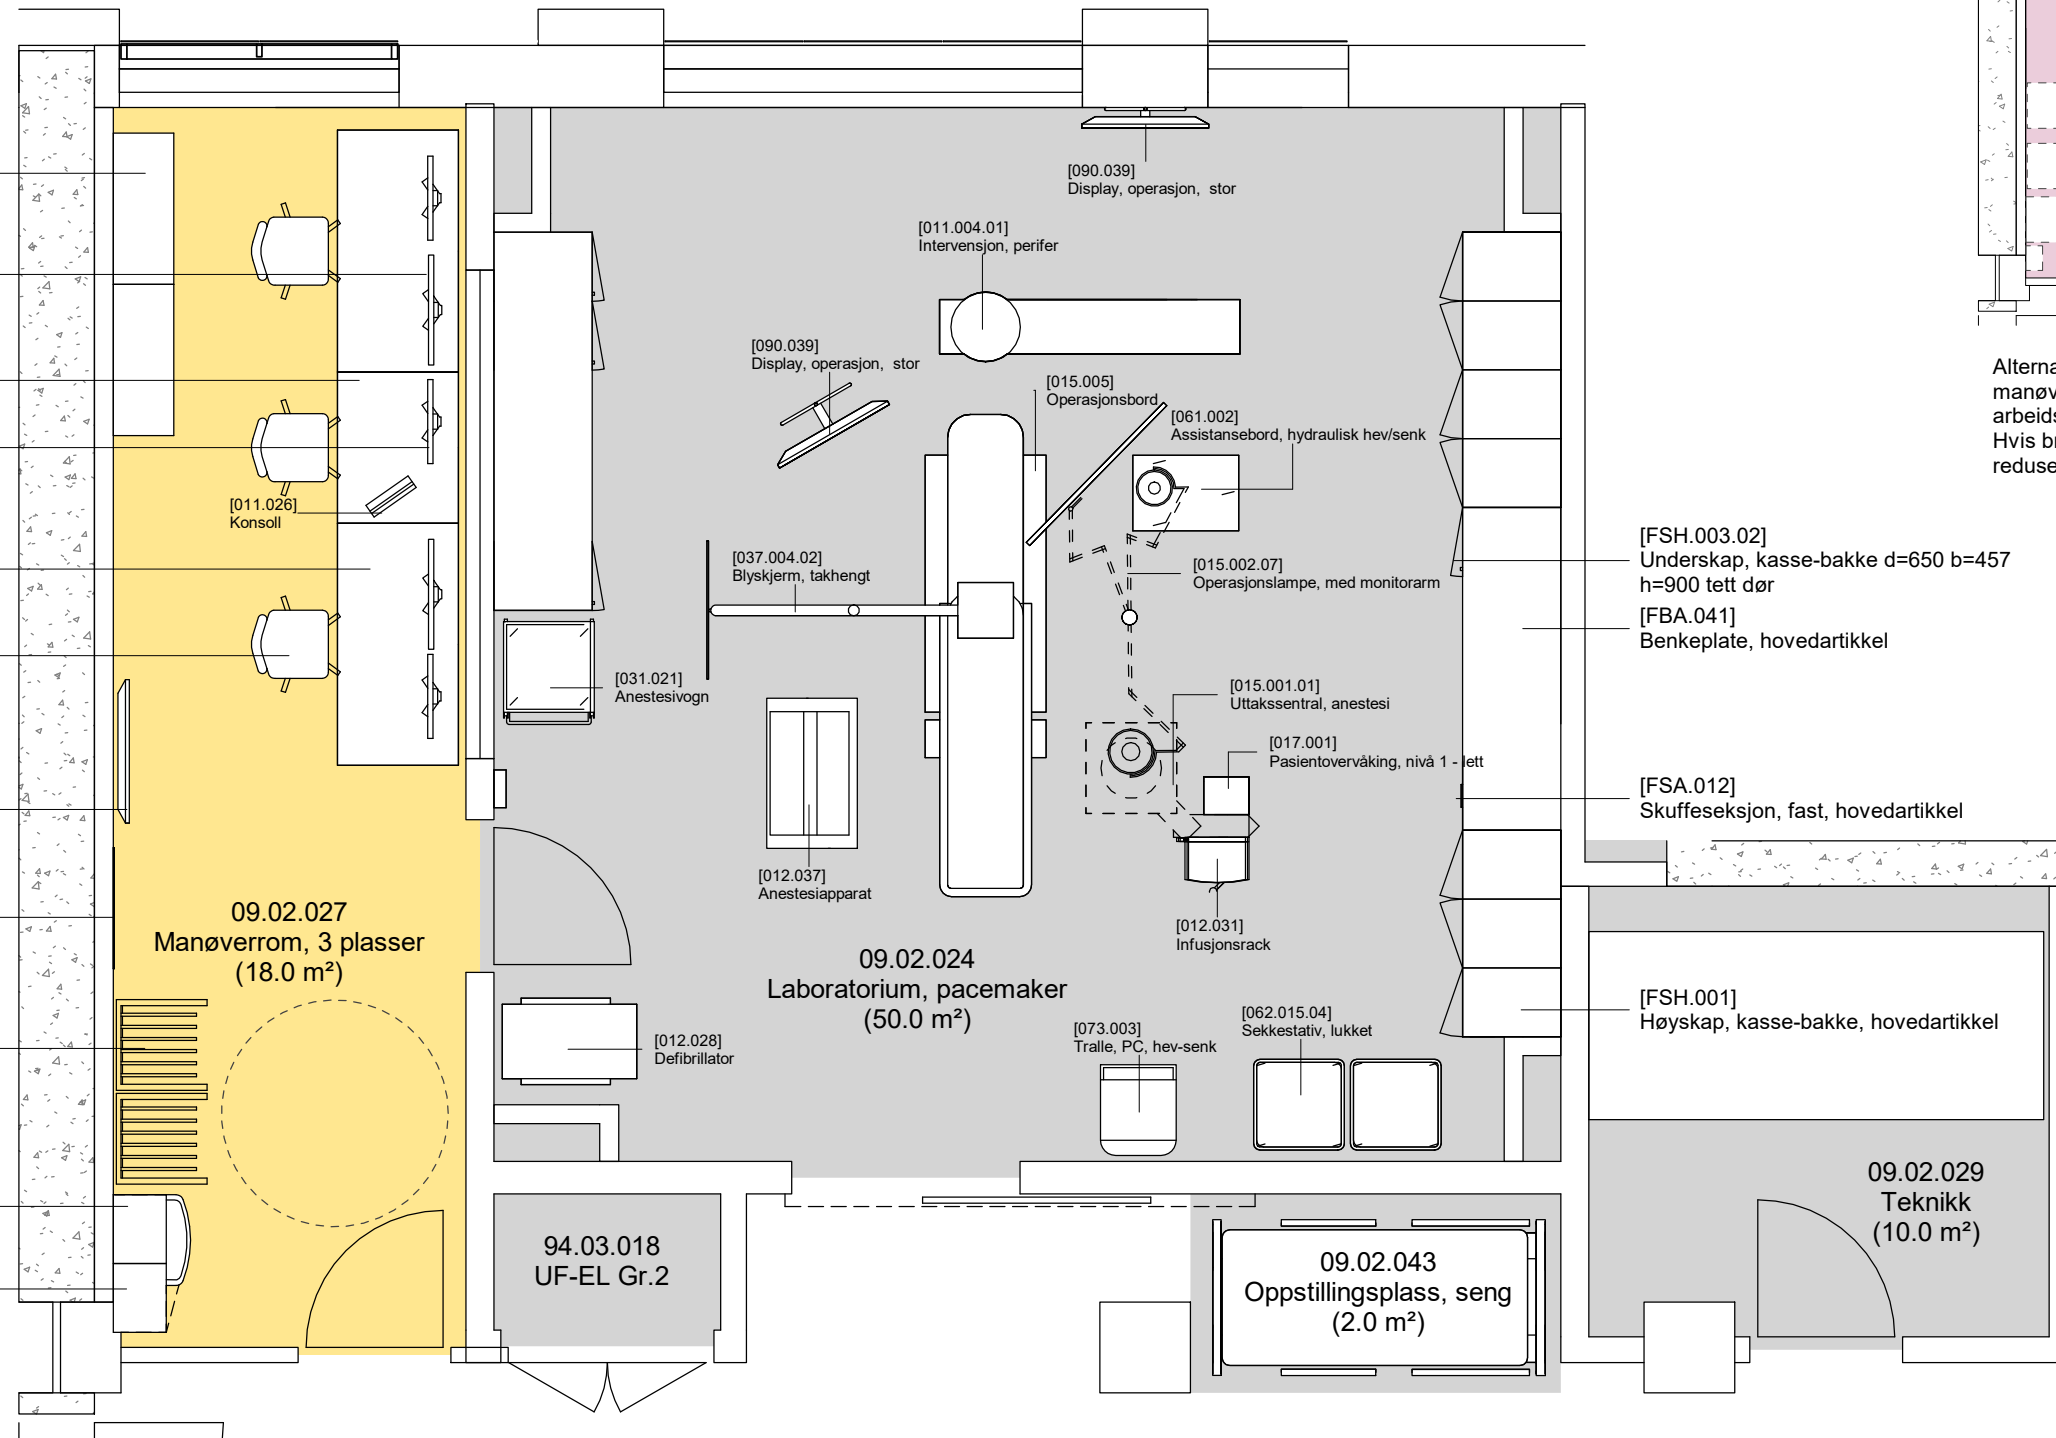 [090.039]
Display, operasjon,  stor
[011.004.01]
Intervensjon, perifer
[090.039]
Display, operasjon,  stor
[015.005]
Operasjonsbord
[061.002]
Assistansebord, hydraulisk hev/senk
[011.026]
Konsoll
[037.004.02]
Blyskjerm, takhengt
[015.002.07]
Operasjonslampe, med monitorarm
[031.021]
Anestesivogn
[015.001.01]
Uttakssentral, anestesi
[017.001]
Pasientovervåking, nivå 1 - lett
[012.037]
Anestesiapparat
[012.031]
Infusjonsrack
09.02.027
Manøverrom, 3 plasser
(18.0 m²)
09.02.024
Laboratorium, pacemaker
(50.0 m²)
[012.028]
Defibrillator
[073.003]
Tralle, PC, hev-senk
[062.015.04]
Sekkestativ, lukket
94.03.018
UF-EL Gr.2
09.02.043
Oppstillingsplass, seng
(2.0 m²)
09.02.029
Teknikk
(10.0 m²)
[FSH.003.02]
Underskap, kasse-bakke d=650 b=457
h=900 tett dør
[FBA.041]
Benkeplate, hovedartikkel
[FSA.012]
Skuffeseksjon, fast, hovedartikkel
[FSH.001]
Høyskap, kasse-bakke, hovedartikkel
Alterna
manøv
arbeids
Hvis br
reduse